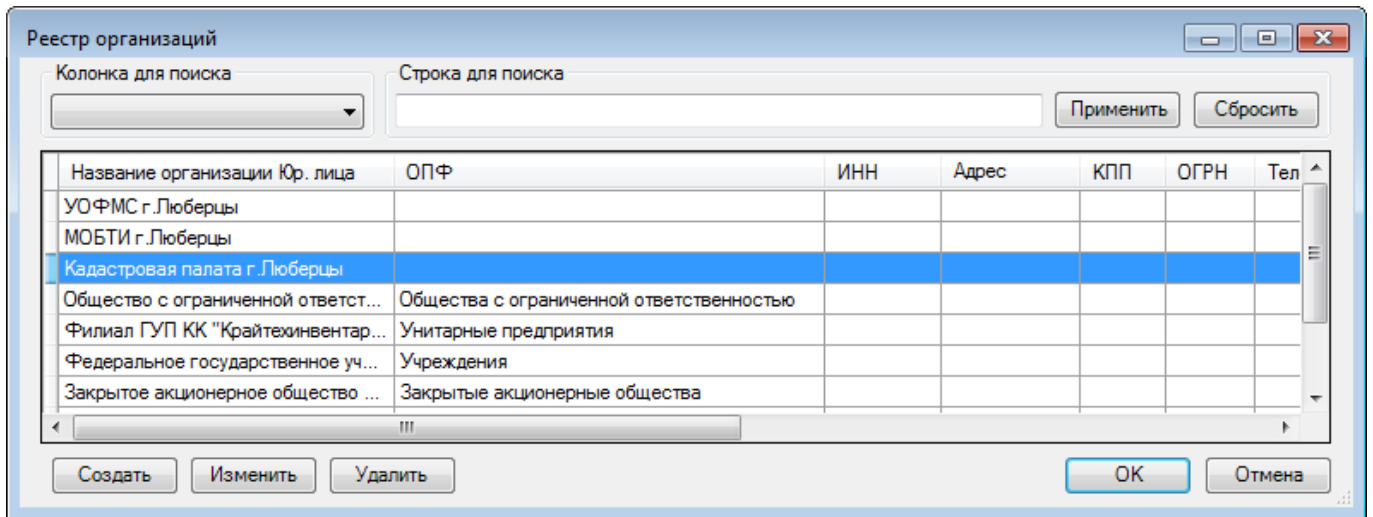 Реестр организаций
Колонка для поиска Строка для поиска
Применить Сбросить
Название организации Юр. лица ОПФ ИНН Адрес КПП ОГРН Тел
УОФМС г.Люберцы
МОБТИ г.Люберцы
Кадастровая палата г.Люберцы
Общество с ограниченной ответст... Общества с ограниченной ответственностью
Филиал ГУП КК "Крайтехинвентар... Унитарные предприятия
Федеральное государственное уч... Учреждения
Закрытое акционерное общество ... Закрытые акционерные общества
Создать Изменить Удалить OK Отмена